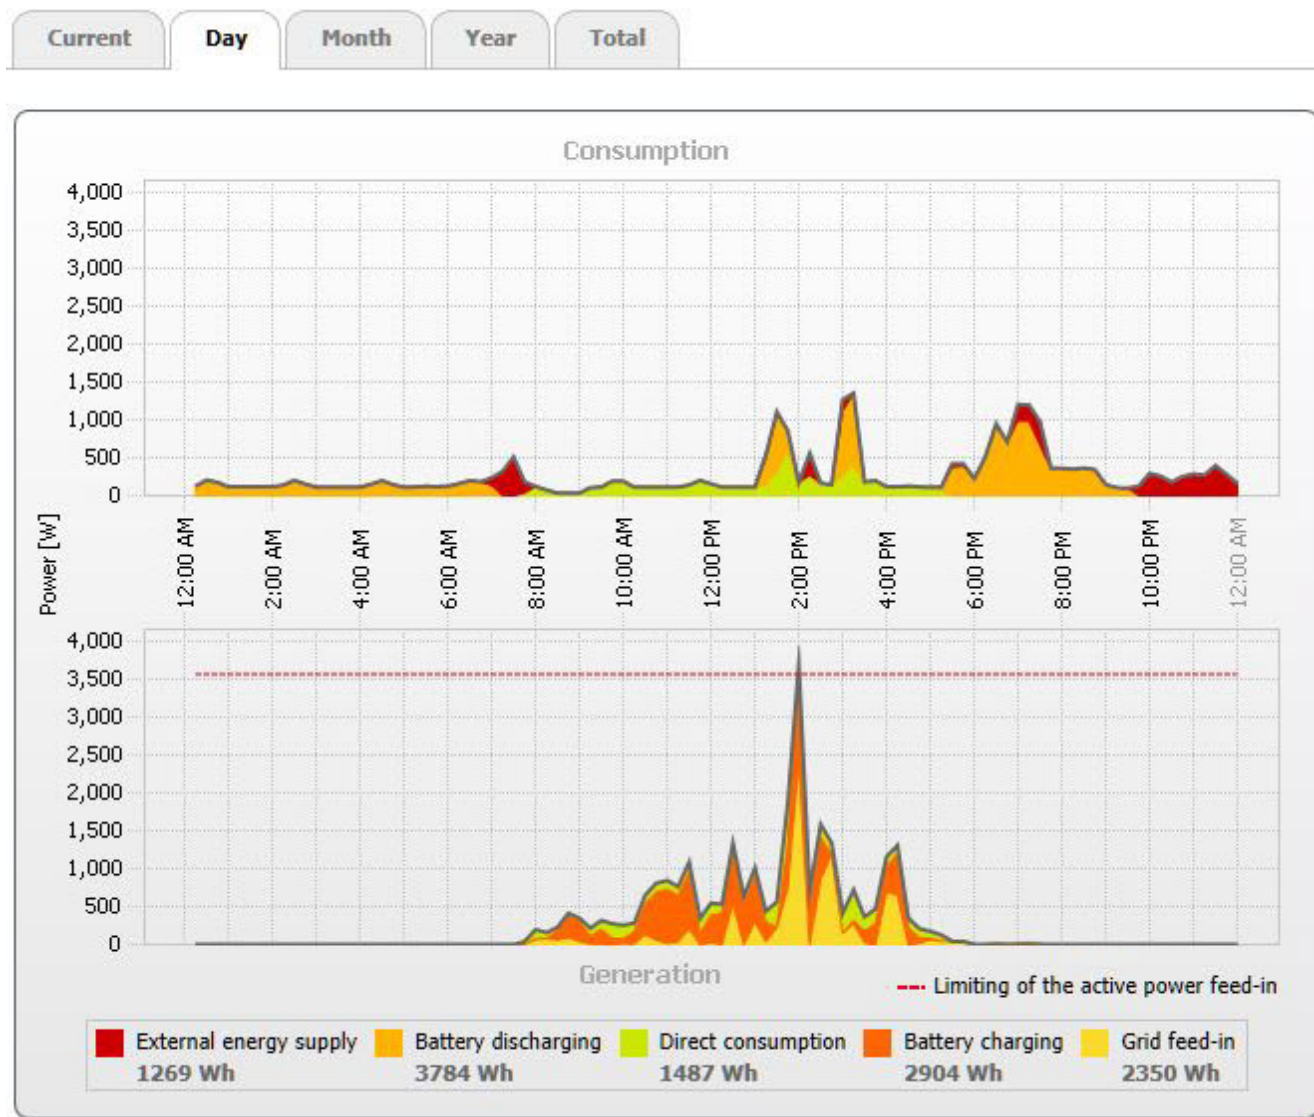 Current Day Month Year Total
Consumption
4,000
3,500
3,000
2,500
2,000
1,500
1,000
500
0
Power [W]
12:00 AM 2:00 AM 4:00 AM 6:00 AM 8:00 AM 10:00 AM 12:00 PM 2:00 PM 4:00 PM 6:00 PM 8:00 PM 10:00 PM 12:00 AM
4,000
3,500
3,000
2,500
2,000
1,500
1,000
500
0
Generation
Limiting of the active power feed-in
External energy supply Battery discharging Direct consumption Battery charging Grid feed-in
1269 Wh 3784 Wh 1487 Wh 2904 Wh 2350 Wh